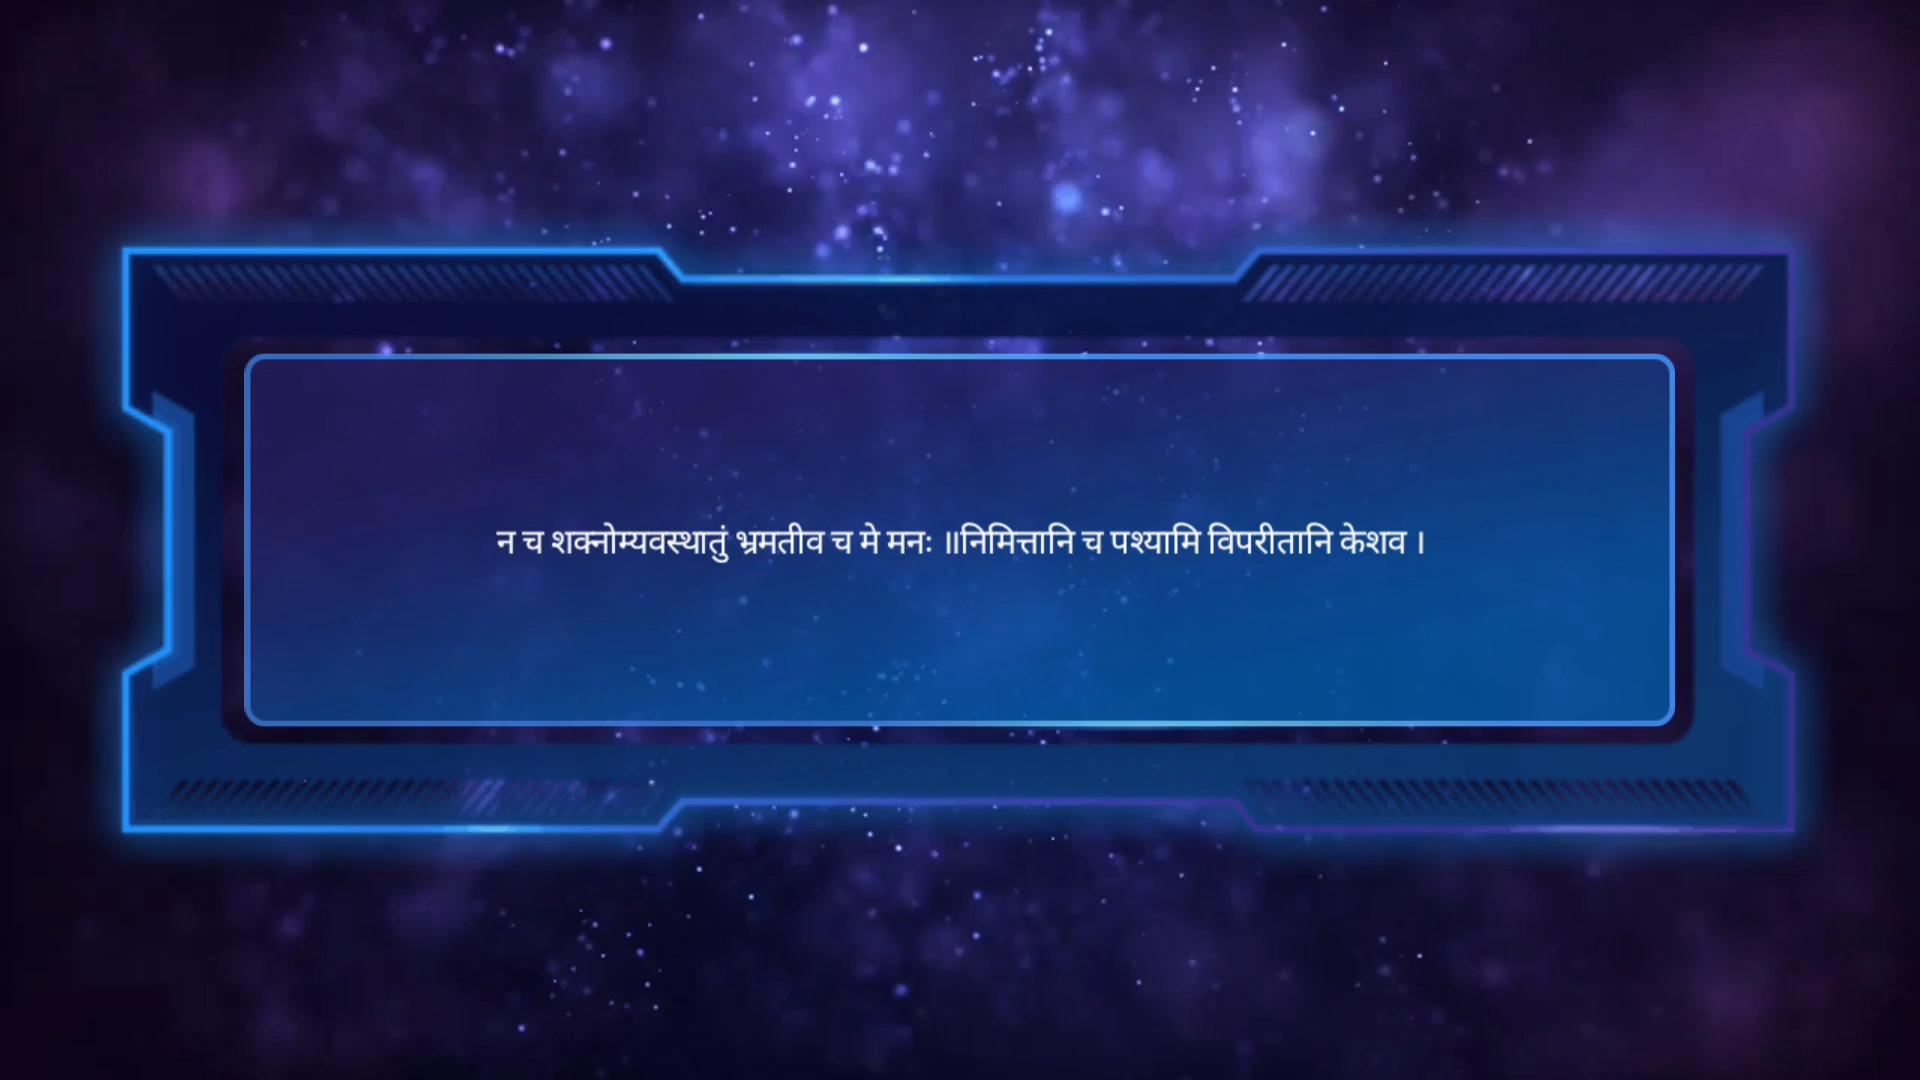 न च शक्नोम्यवस्थातुं भ्रमतीव च मे मनः ॥निमित्तानि च पश्यामि विपरीतानि केशव ।